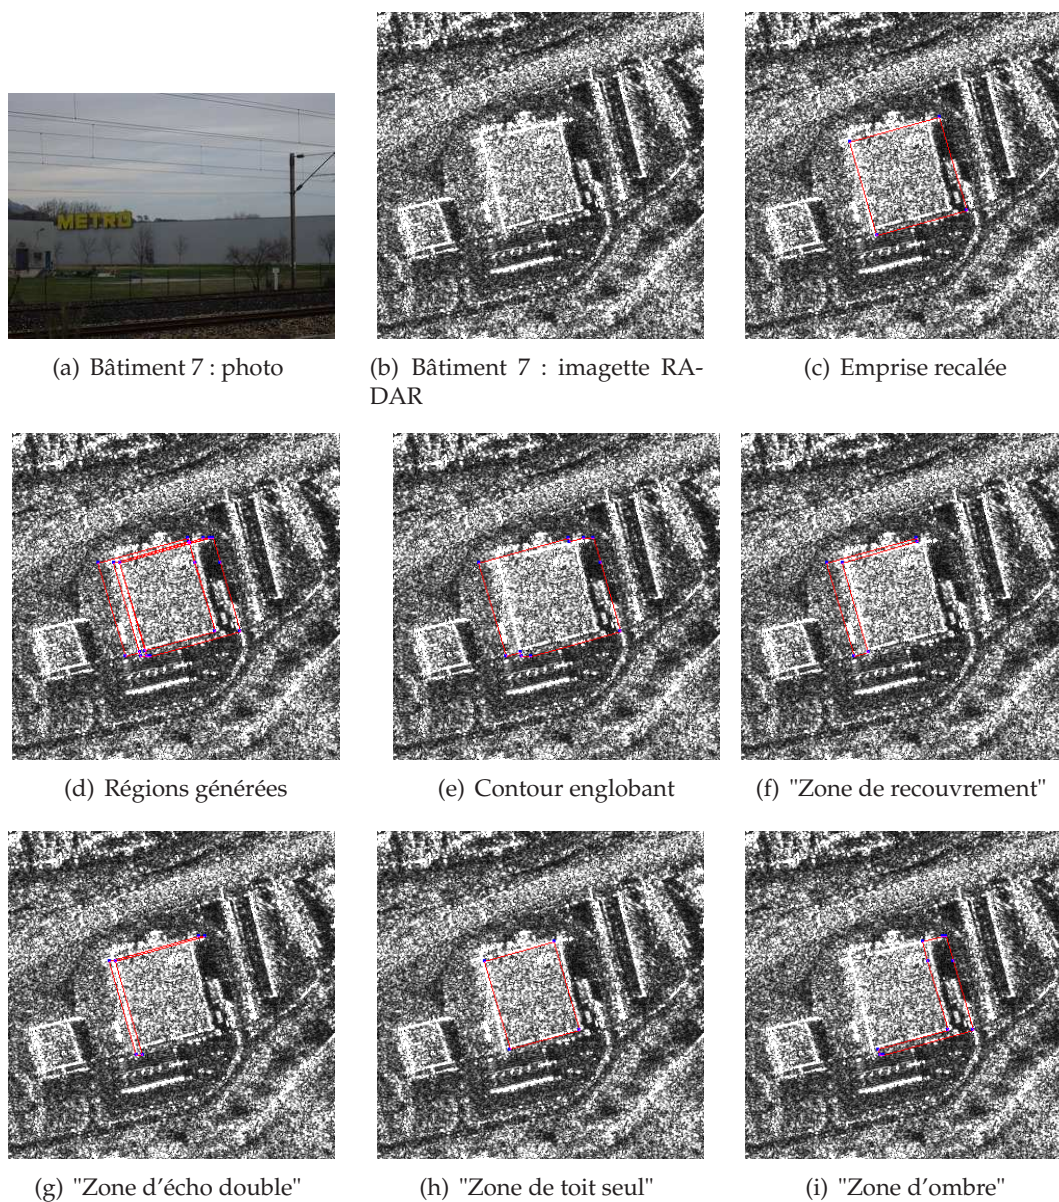 METRO
(a) Bâtiment 7 : photo
(b) Bâtiment 7 : imagette RA-
DAR
(c) Emprise recalée
(d) Régions générées
(e) Contour englobant
(f) "Zone de recouvrement"
(g) "Zone d'écho double"
(h) "Zone de toit seul"
(i) "Zone d'ombre"